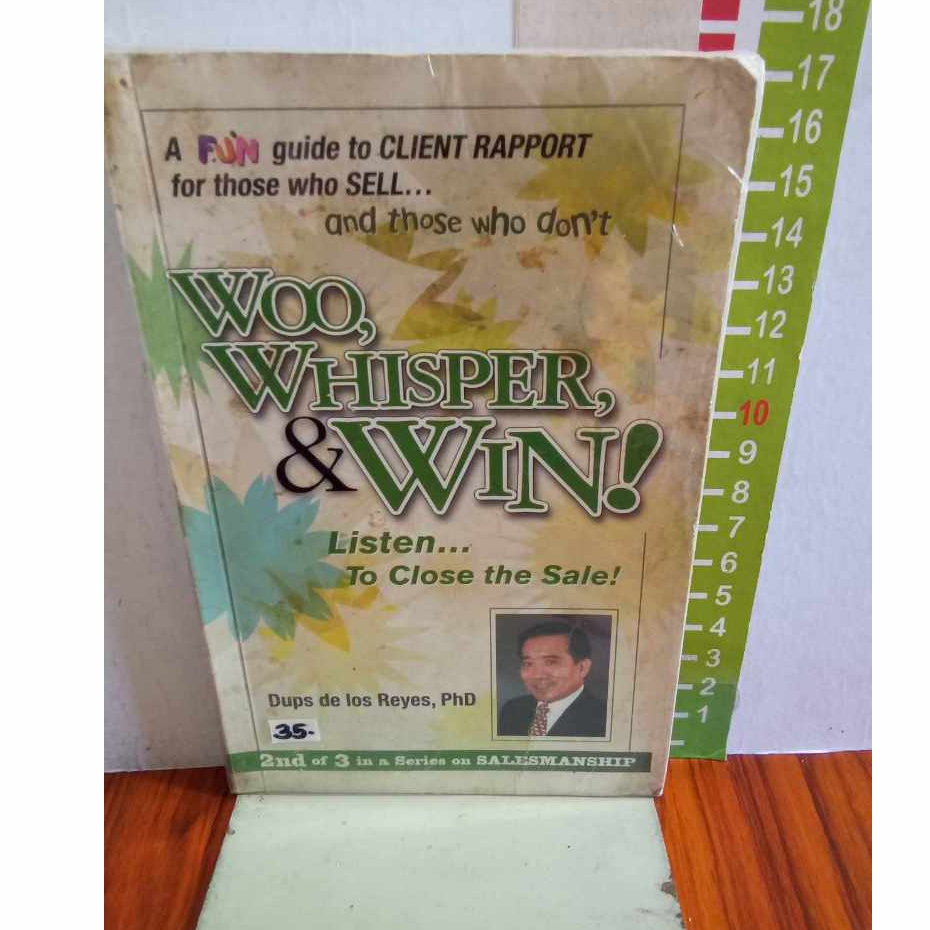 A FUN guide to CLIENT RAPPORT
for those who SELL...
and those who don't
WOO,
WHISPER,
& WIN!
Listen...
To Close the Sale!
Dups de los Reyes, PhD
35-
2nd of 3 in a Series on SALESMANSHIP
18
17
16
15
14
13
12
11
10
9
8
7
6
5
4
3
2
1